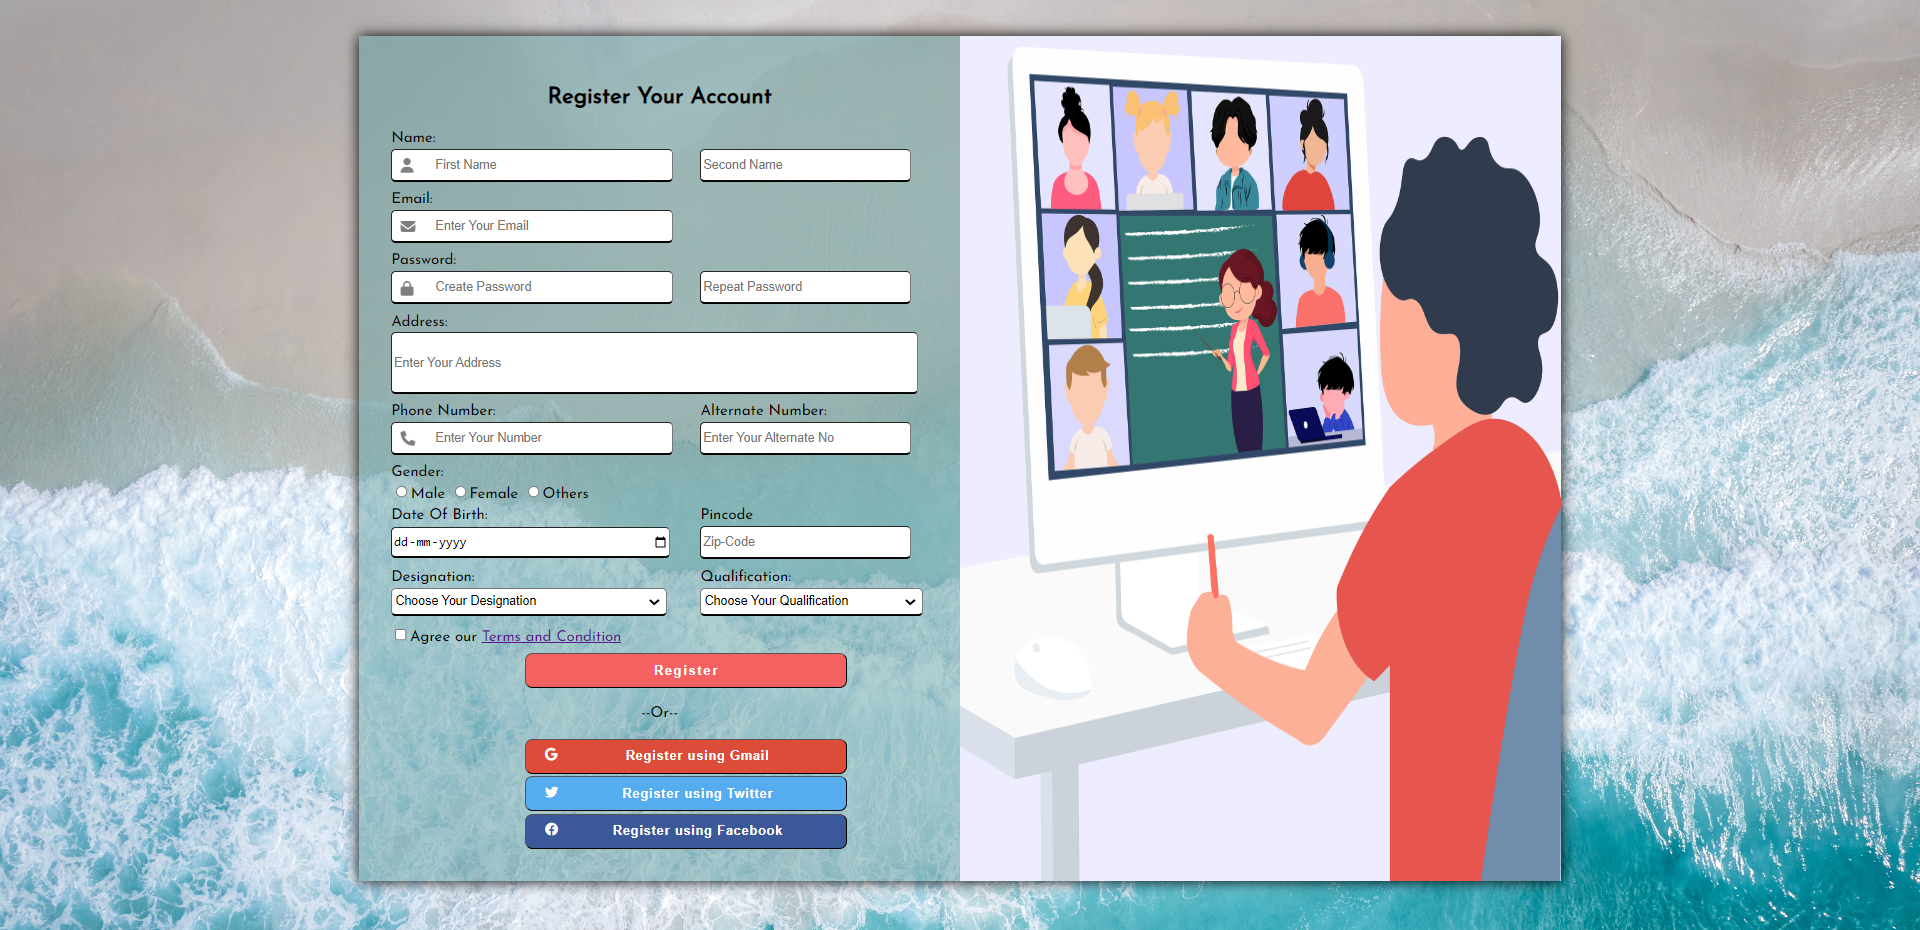 Register Your Account
Name:
First Name
Second Name
Email:
Enter Your Email
Password:
Create Password
Repeat Password
Address:
Enter Your Address
Phone Number:
Alternate Number:
Enter Your Number
Enter Your Alternate No
Gender:
Male Female Others
Date Of Birth:
Pincode
dd-mm-yyyy
Zip-Code
Designation:
Qualification:
Choose Your Designation
Choose Your Qualification
Agree our Terms and Condition
Register
--Or--
Register using Gmail
Register using Twitter
Register using Facebook